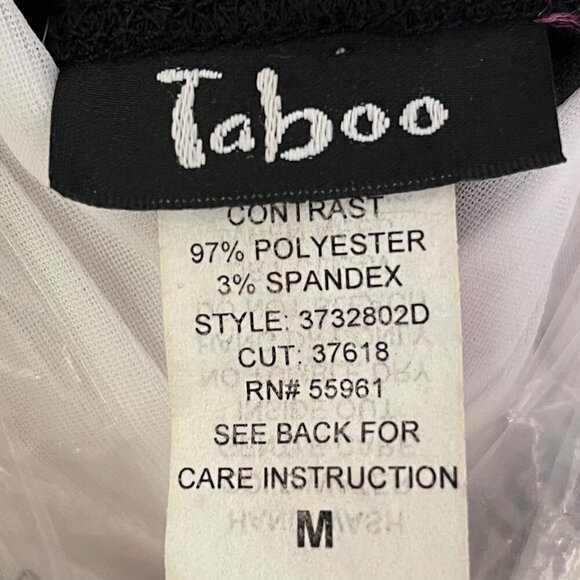 Taboo
CONTRAST
97% POLYESTER
3% SPANDEX
STYLE: 3732802D
CUT: 37618
RN# 55961
SEE BACK FOR
CARE INSTRUCTION
M